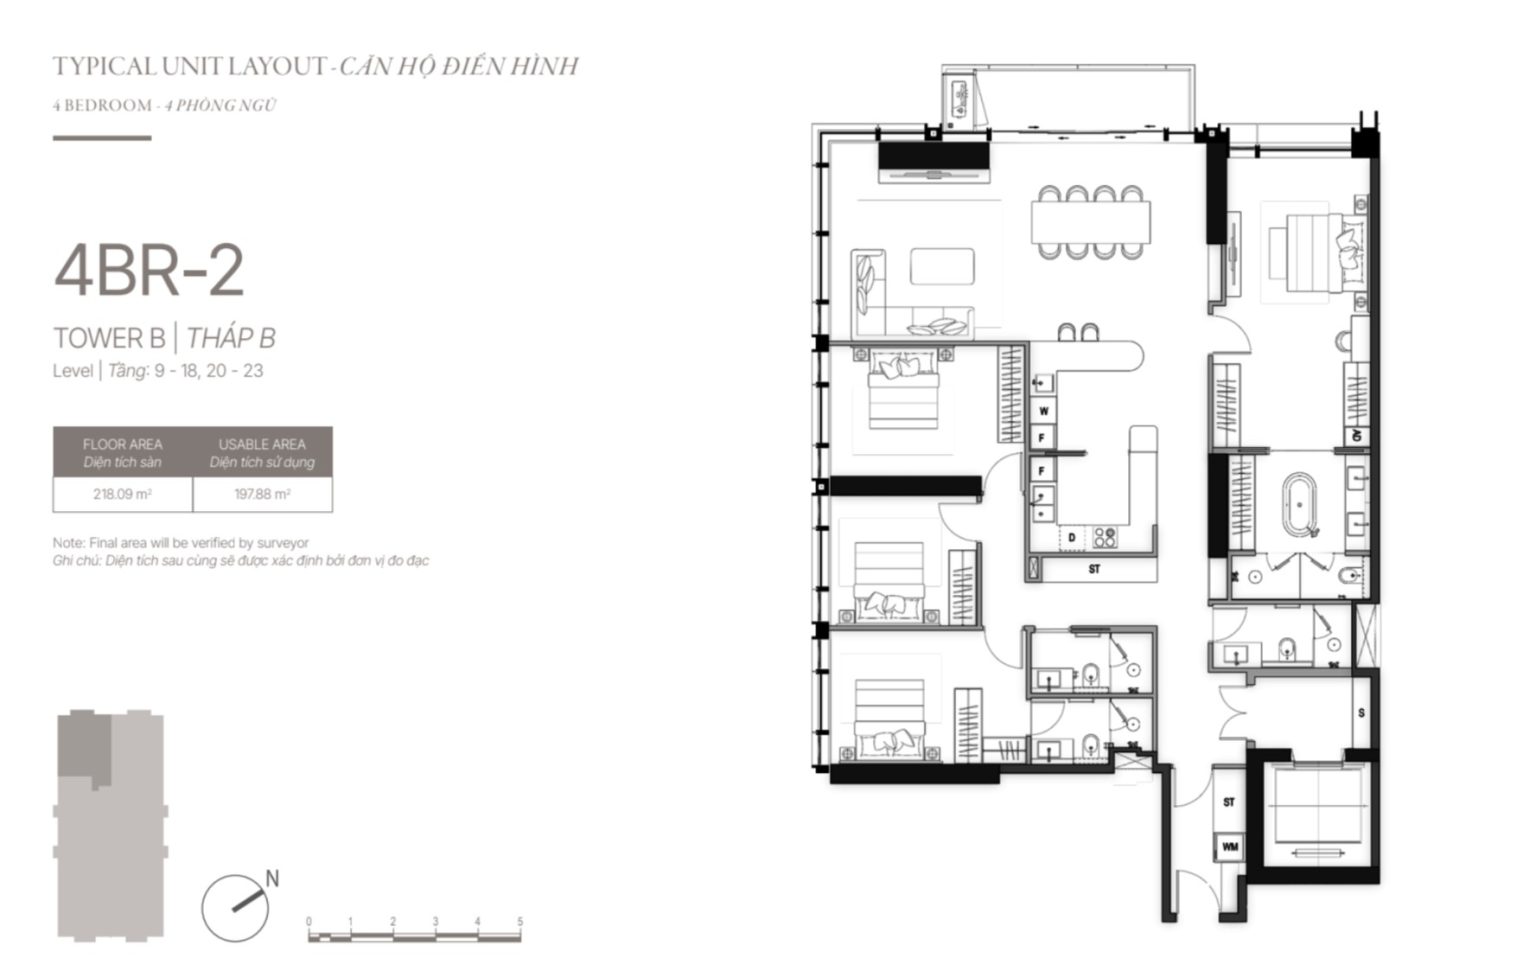 TYPICAL UNIT LAYOUT - CĂN HỘ ĐIỂN HÌNH
4 BEDROOM - 4 PHÒNG NGỦ
4BR-2
TOWER B | THÁP B
Level | Tầng: 9 - 18, 20 - 23
FLOOR AREA USABLE AREA
Diện tích sàn Diện tích sử dụng
218.09 m² 197.88 m²
Note: Final area will be verified by surveyor
Ghi chú: Diện tích sau cùng sẽ được xác định bởi đơn vị đo đạc
N
0 1 2 3 4 5
W
F
F
D
ST
AD
S
ST
WM